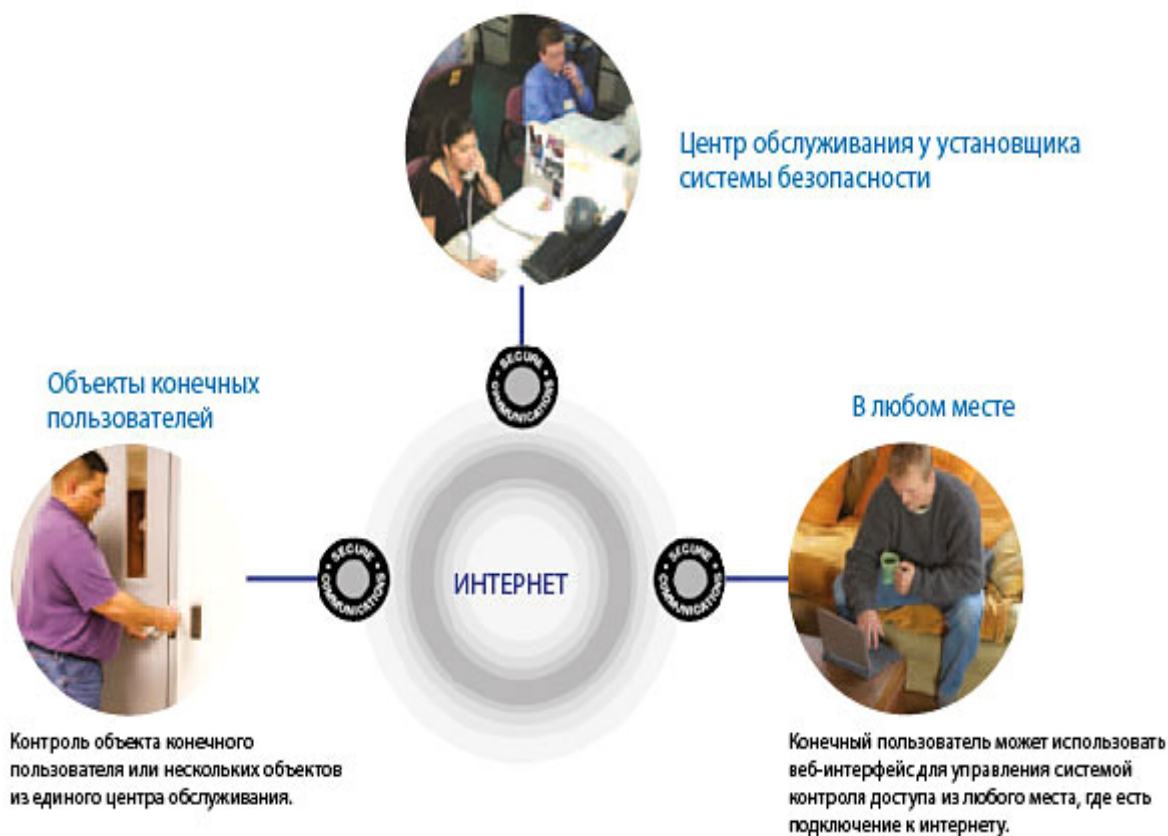 Центр обслуживания у установщика
системы безопасности
SECURE COMMUNICATIONS
Объекты конечных
пользователей
В любом месте
SECURE COMMUNICATIONS
ИНТЕРНЕТ
SECURE COMMUNICATIONS
Контроль объекта конечного
пользователя или нескольких объектов
из единого центра обслуживания.
Конечный пользователь может использовать
веб-интерфейс для управления системой
контроля доступа из любого места, где есть
подключение к интернету.